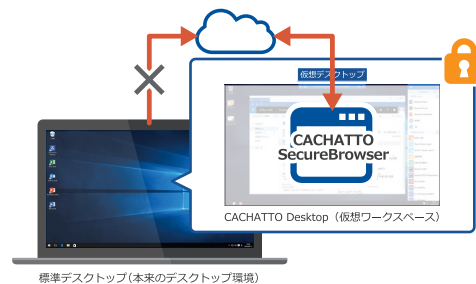 仮想デスクトップ
CACHATTO
SecureBrowser
CACHATTO Desktop（仮想ワークスペース）
標準デスクトップ（本来のデスクトップ環境）